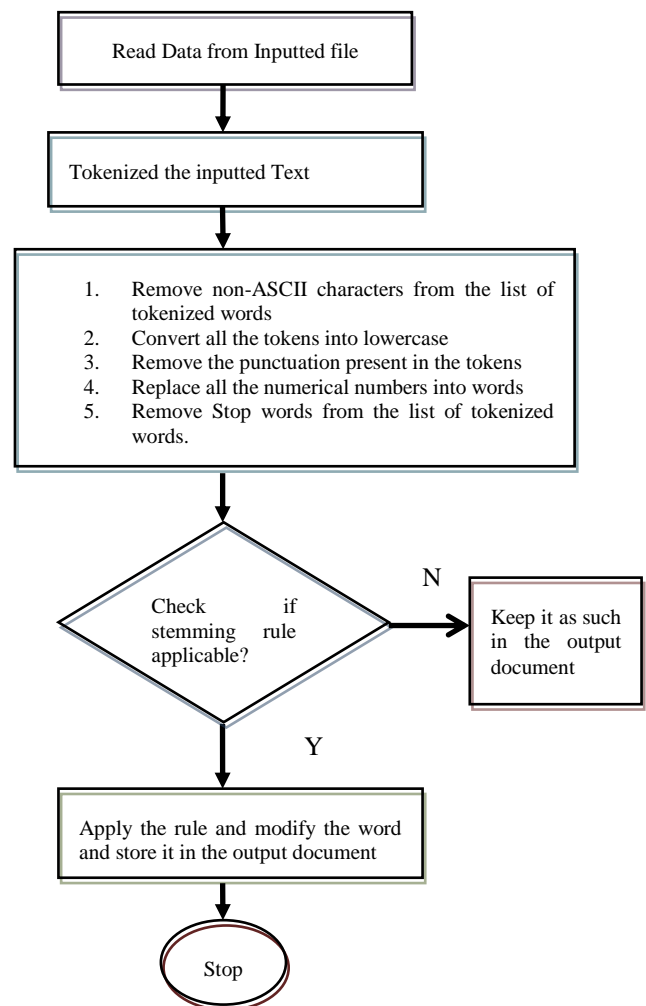 Read Data from Inputted file
Tokenized the inputted Text
1. Remove non-ASCII characters from the list of
tokenized words
2. Convert all the tokens into lowercase
3. Remove the punctuation present in the tokens
4. Replace all the numerical numbers into words
5. Remove Stop words from the list of tokenized
words.
Check if
stemming rule
applicable?
N
Keep it as such
in the output
document
Y
Apply the rule and modify the word
and store it in the output document
Stop